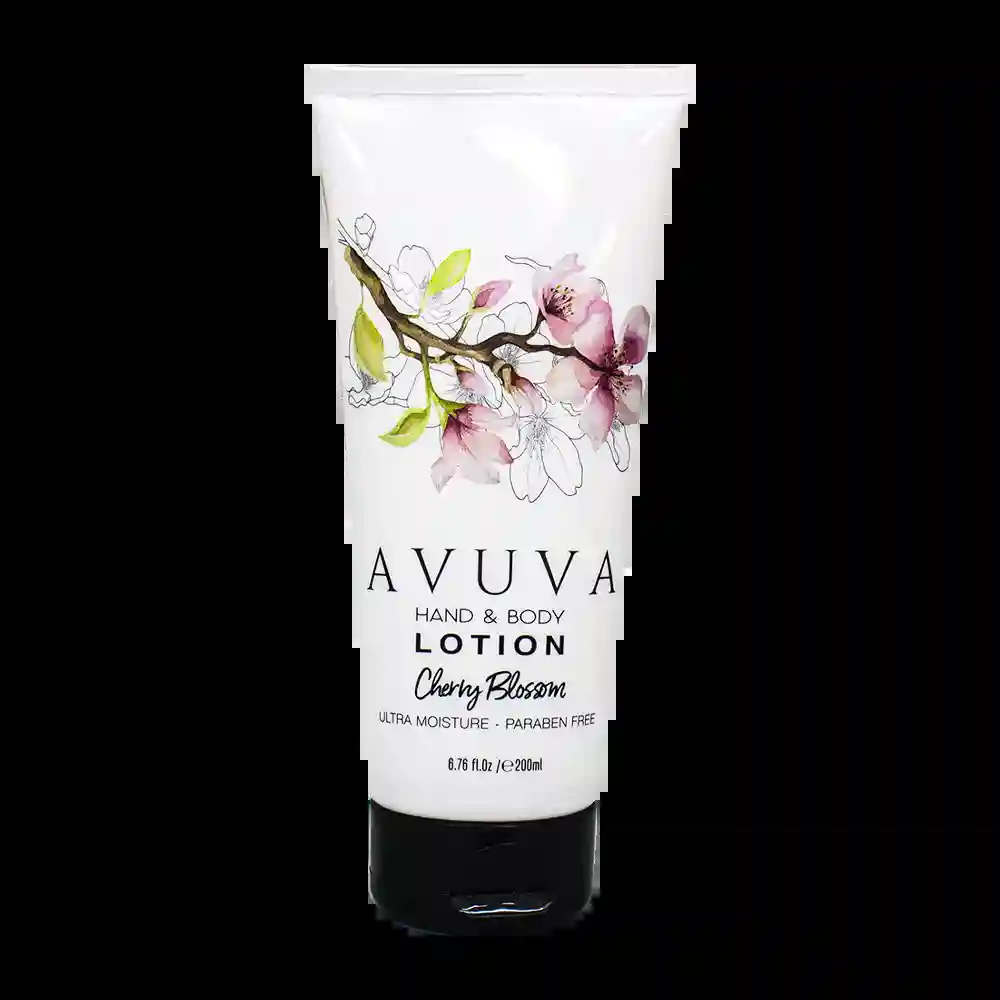 AVUVA
HAND & BODY
LOTION
Cherry Blossom
ULTRA MOISTURE - PARABEN FREE
6.76 fl.Oz /℮200ml